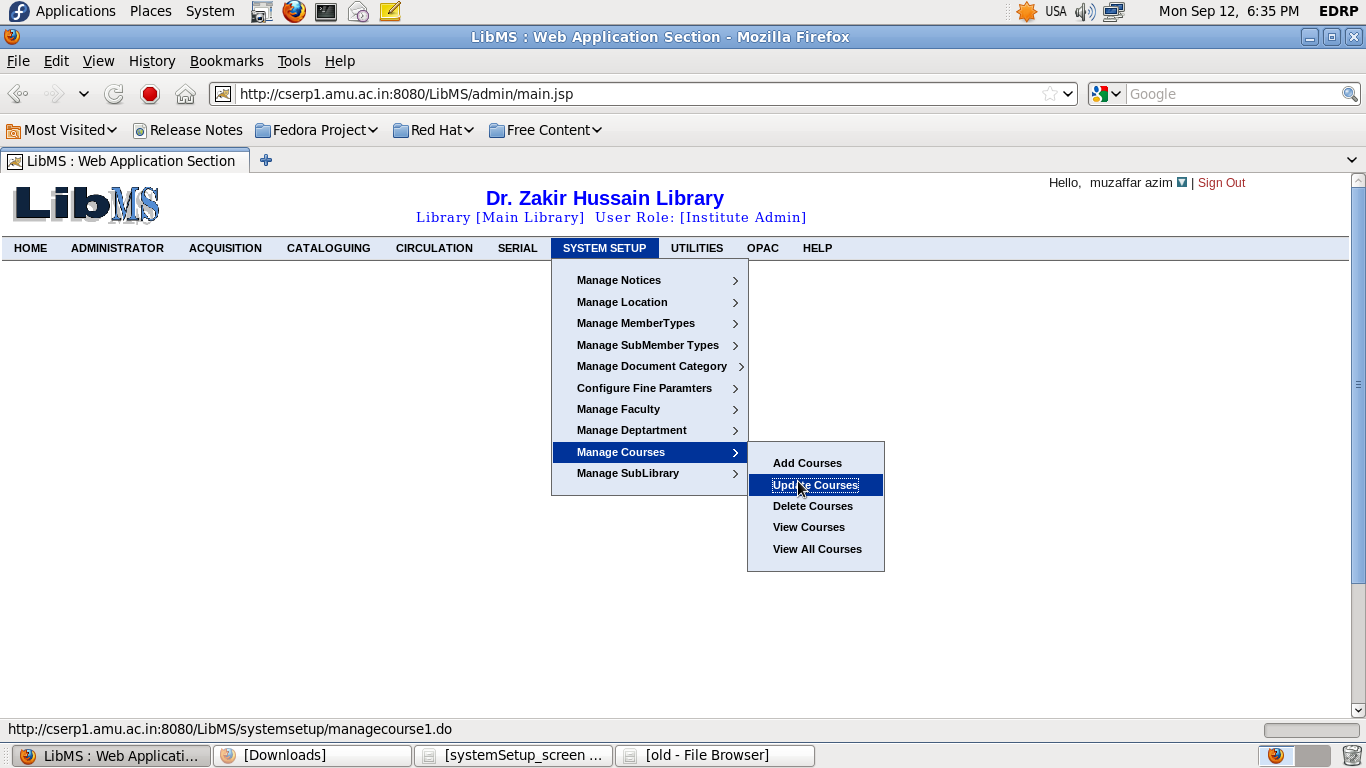 Applications Places System USA Mon Sep 12, 6:35 PM EDRP
LibMS : Web Application Section - Mozilla Firefox
File Edit View History Bookmarks Tools Help
http://cserp1.amu.ac.in:8080/LibMS/admin/main.jsp Google
Most Visited Release Notes Fedora Project Red Hat Free Content
LibMS : Web Application Section
Hello, muzaffar azim | Sign Out
LibMS
Dr. Zakir Hussain Library
Library [Main Library] User Role: [Institute Admin]
HOME ADMINISTRATOR ACQUISITION CATALOGUING CIRCULATION SERIAL SYSTEM SETUP UTILITIES OPAC HELP
Manage Notices
Manage Location
Manage MemberTypes
Manage SubMember Types
Manage Document Category
Configure Fine Paramters
Manage Faculty
Manage Deptartment
Manage Courses
Manage SubLibrary
Add Courses
Update Courses
Delete Courses
View Courses
View All Courses
http://cserp1.amu.ac.in:8080/LibMS/systemsetup/managecourse1.do
LibMS : Web Applicati... [Downloads] [systemSetup_screen ... [old - File Browser]